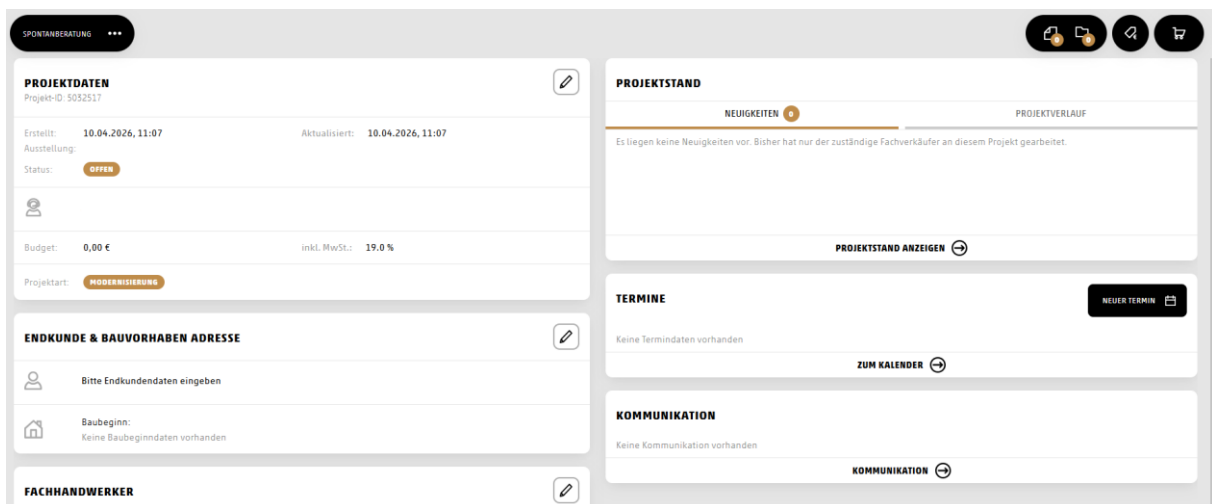 SPONTANBERATUNG
0
0
PROJEKTDATEN
Projekt-ID: 5032517
Erstellt: 10.04.2026, 11:07 Aktualisiert: 10.04.2026, 11:07
Ausstellung:
Status: OFFEN
Budget: 0,00 € inkl. MwSt.: 19.0 %
Projektart: MODERNISIERUNG
ENDKUNDE & BAUVORHABEN ADRESSE
Bitte Endkundendaten eingeben
Baubeginn:
Keine Baubeginndaten vorhanden
FACHHANDWERKER
PROJEKTSTAND
NEUIGKEITEN 0 PROJEKTVERLAUF
Es liegen keine Neuigkeiten vor. Bisher hat nur der zuständige Fachverkäufer an diesem Projekt gearbeitet.
PROJEKTSTAND ANZEIGEN
TERMINE
NEUER TERMIN
Keine Termindaten vorhanden
ZUM KALENDER
KOMMUNIKATION
Keine Kommunikation vorhanden
KOMMUNIKATION